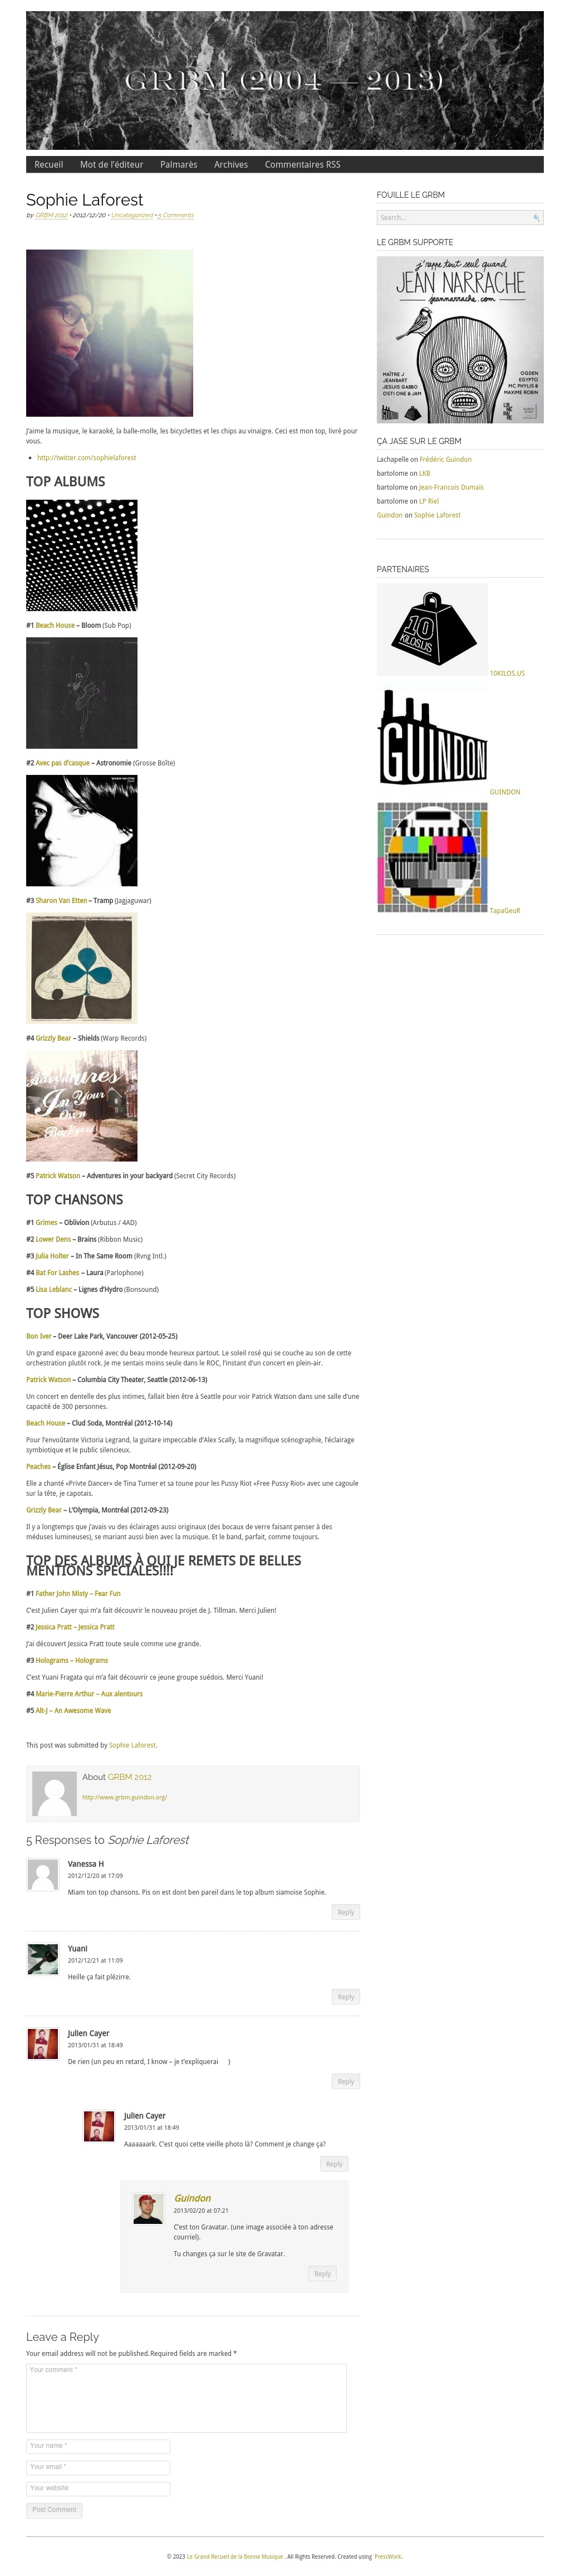 GRBM (2004 — 2013)
Recueil Mot de l'éditeur Palmarès Archives Commentaires RSS
Sophie Laforest
by GRBM 2012 • 2012/12/20 • Uncategorized • 5 Comments
J'aime la musique, le karaoké, la balle-molle, les bicyclettes et les chips au vinaigre. Ceci est mon top, livré pour
vous.
http://twitter.com/sophielaforest
TOP ALBUMS
#1 Beach House – Bloom (Sub Pop)
#2 Avec pas d'casque – Astronomie (Grosse Boîte)
#3 Sharon Van Etten – Tramp (Jagjaguwar)
#4 Grizzly Bear – Shields (Warp Records)
Adventures
In Your
Own
Backyard
#5 Patrick Watson – Adventures in your backyard (Secret City Records)
TOP CHANSONS
#1 Grimes – Oblivion (Arbutus / 4AD)
#2 Lower Dens – Brains (Ribbon Music)
#3 Julia Holter – In The Same Room (Rvng Intl.)
#4 Bat For Lashes – Laura (Parlophone)
#5 Lisa Leblanc – Lignes d'Hydro (Bonsound)
TOP SHOWS
Bon Iver – Deer Lake Park, Vancouver (2012-05-25)
Un grand espace gazonné avec du beau monde heureux partout. Le soleil rosé qui se couche au son de cette
orchestration plutôt rock. Je me sentais moins seule dans le ROC, l'instant d'un concert en plein-air.
Patrick Watson – Columbia City Theater, Seattle (2012-06-13)
Un concert en dentelle des plus intimes, fallait bien être à Seattle pour voir Patrick Watson dans une salle d'une
capacité de 300 personnes.
Beach House – Club Soda, Montréal (2012-10-14)
Pour l'envoûtante Victoria Legrand, la guitare impeccable d'Alex Scally, la magnifique scénographie, l'éclairage
symbiotique et le public silencieux.
Peaches – Église Enfant Jésus, Pop Montréal (2012-09-20)
Elle a chanté «Privte Dancer» de Tina Turner et sa toune pour les Pussy Riot «Free Pussy Riot» avec une cagoule
sur la tête, je capotais.
Grizzly Bear – L'Olympia, Montréal (2012-09-23)
Il y a longtemps que j'avais vu des éclairages aussi originaux (des bocaux de verre faisant penser à des
méduses lumineuses), se mariant aussi bien avec la musique. Et le band, parfait, comme toujours.
TOP DES ALBUMS À QUI JE REMETS DE BELLES
MENTIONS SPÉCIALES!!!!
#1 Father John Misty – Fear Fun
C'est Julien Cayer qui m'a fait découvrir le nouveau projet de J. Tillman. Merci Julien!
#2 Jessica Pratt – Jessica Pratt
J'ai découvert Jessica Pratt toute seule comme une grande.
#3 Holograms – Holograms
C'est Yuani Fragata qui m'a fait découvrir ce jeune groupe suédois. Merci Yuani!
#4 Marie-Pierre Arthur – Aux alentours
#5 Alt-J – An Awesome Wave
This post was submitted by Sophie Laforest.
About GRBM 2012
http://www.grbm.guindon.org/
5 Responses to Sophie Laforest
Vanessa H
2012/12/20 at 17:09
Miam ton top chansons. Pis on est dont ben pareil dans le top album siamoise Sophie.
Reply
Yuani
2012/12/21 at 11:09
Heille ça fait plézirre.
Reply
Julien Cayer
2013/01/31 at 18:49
De rien (un peu en retard, I know – je t'expliquerai )
Reply
Julien Cayer
2013/01/31 at 18:49
Aaaaaaark. C'est quoi cette vieille photo là? Comment je change ça?
Reply
Guindon
2013/02/20 at 07:21
C'est ton Gravatar. (une image associée à ton adresse
courriel).
Tu changes ça sur le site de Gravatar.
Reply
Leave a Reply
Your email address will not be published. Required fields are marked *
Your comment *
Your name *
Your email *
Your website
Post Comment
FOUILLE LE GRBM
Search...
LE GRBM SUPPORTE
j'rappe tout seul quand
JEAN NARRACHE
jeannarrache.com
MAÎTRE J
JEANBART
JESUIS GABBO
OSTI ONE & JAM
OGDEN
EGYPTO
MC PHYLIS &
MAXIME ROBIN
ÇA JASE SUR LE GRBM
Lachapelle on Frédéric Guindon
bartolome on LKB
bartolome on Jean-Francois Dumais
bartolome on LP Riel
Guindon on Sophie Laforest
PARTENAIRES
10
KILOS.US
10KILOS.US
GUINDON
GUINDON
TapaGeuR
© 2023 Le Grand Recueil de la Bonne Musique . All Rights Reserved. Created using PressWork.